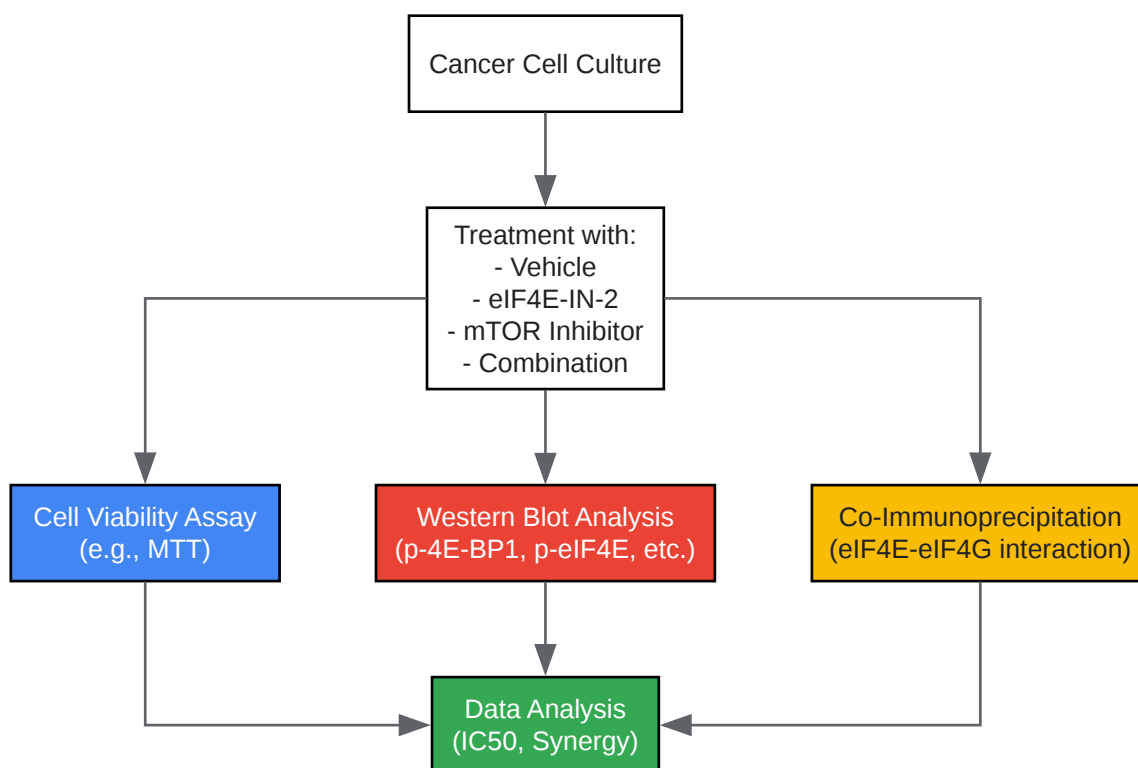 Cancer Cell Culture
Treatment with:
- Vehicle
- eIF4E-IN-2
- mTOR Inhibitor
- Combination
Cell Viability Assay
(e.g., MTT)
Western Blot Analysis
(p-4E-BP1, p-eIF4E, etc.)
Co-Immunoprecipitation
(eIF4E-eIF4G interaction)
Data Analysis
(IC50, Synergy)